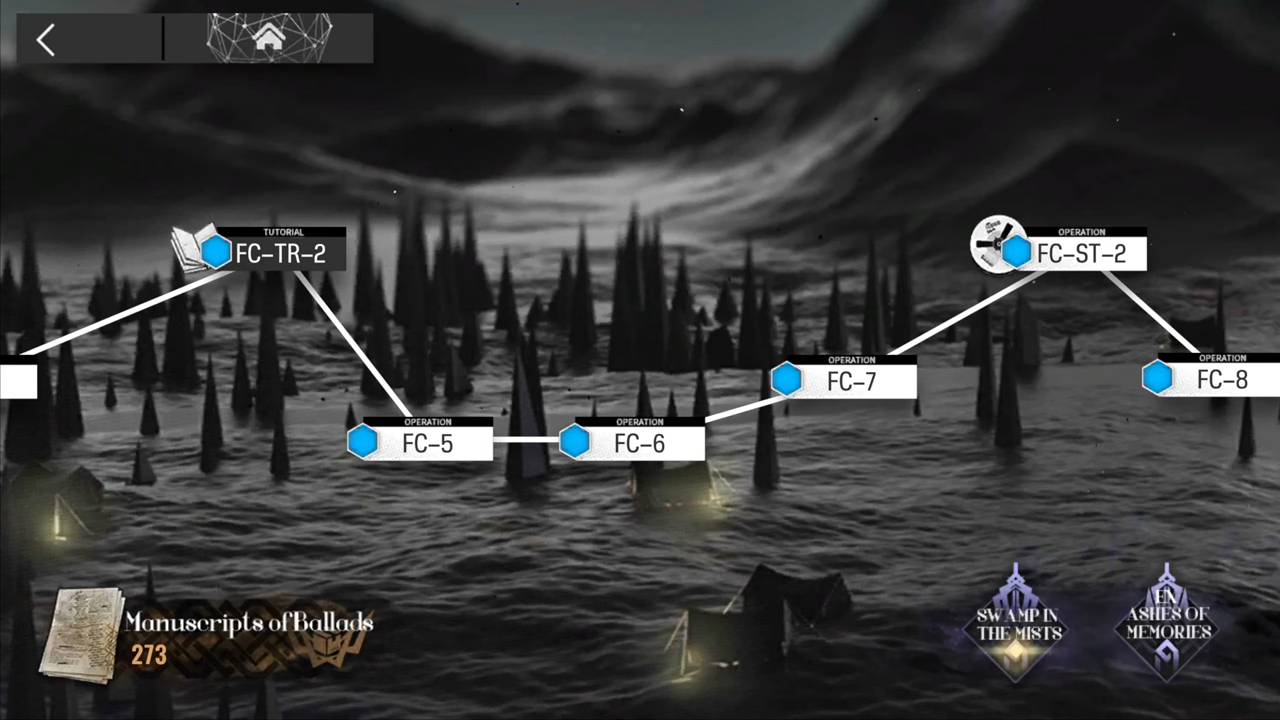 TUTORIAL
FC-TR-2
OPERATION
FC-ST-2
OPERATION
FC-7
OPERATION
FC-8
OPERATION
FC-5
OPERATION
FC-6
Manuscripts of Ballads
273
SWAMP IN
THE MISTS
EX
ASHES OF
MEMORIES